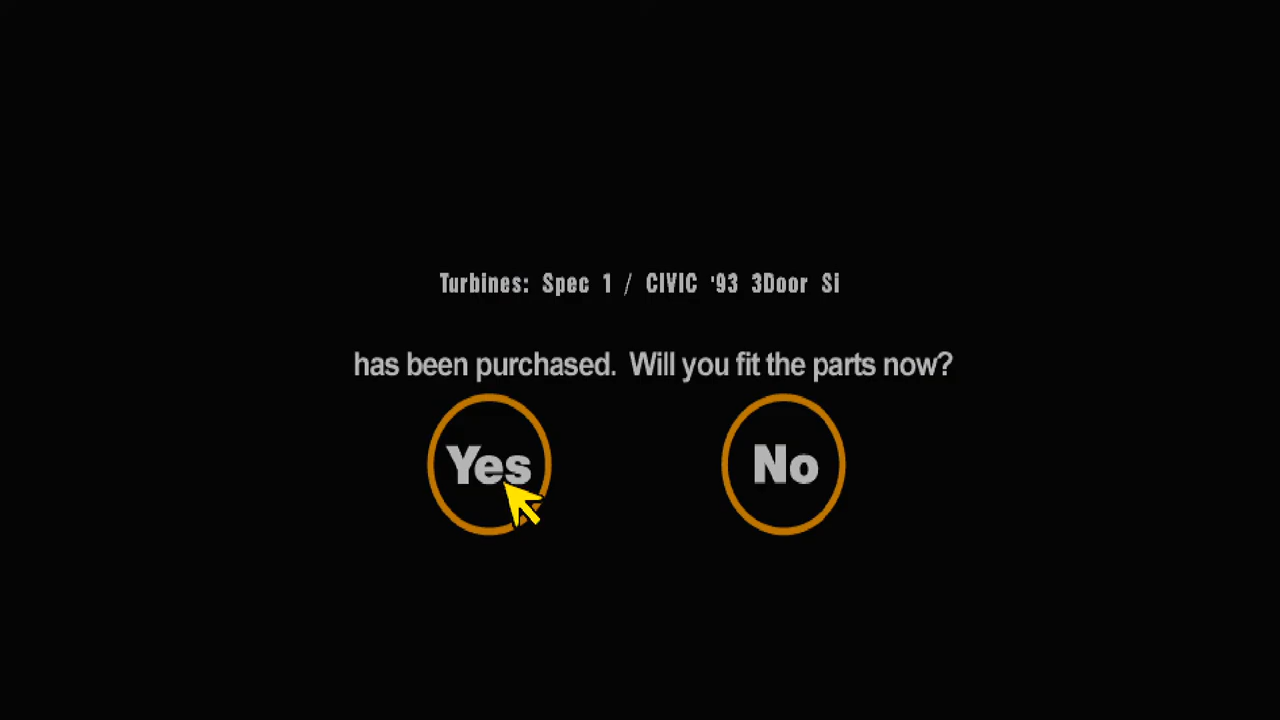 Turbines: Spec 1 / CIVIC '93 3Door Si
has been purchased. Will you fit the parts now?
Yes No